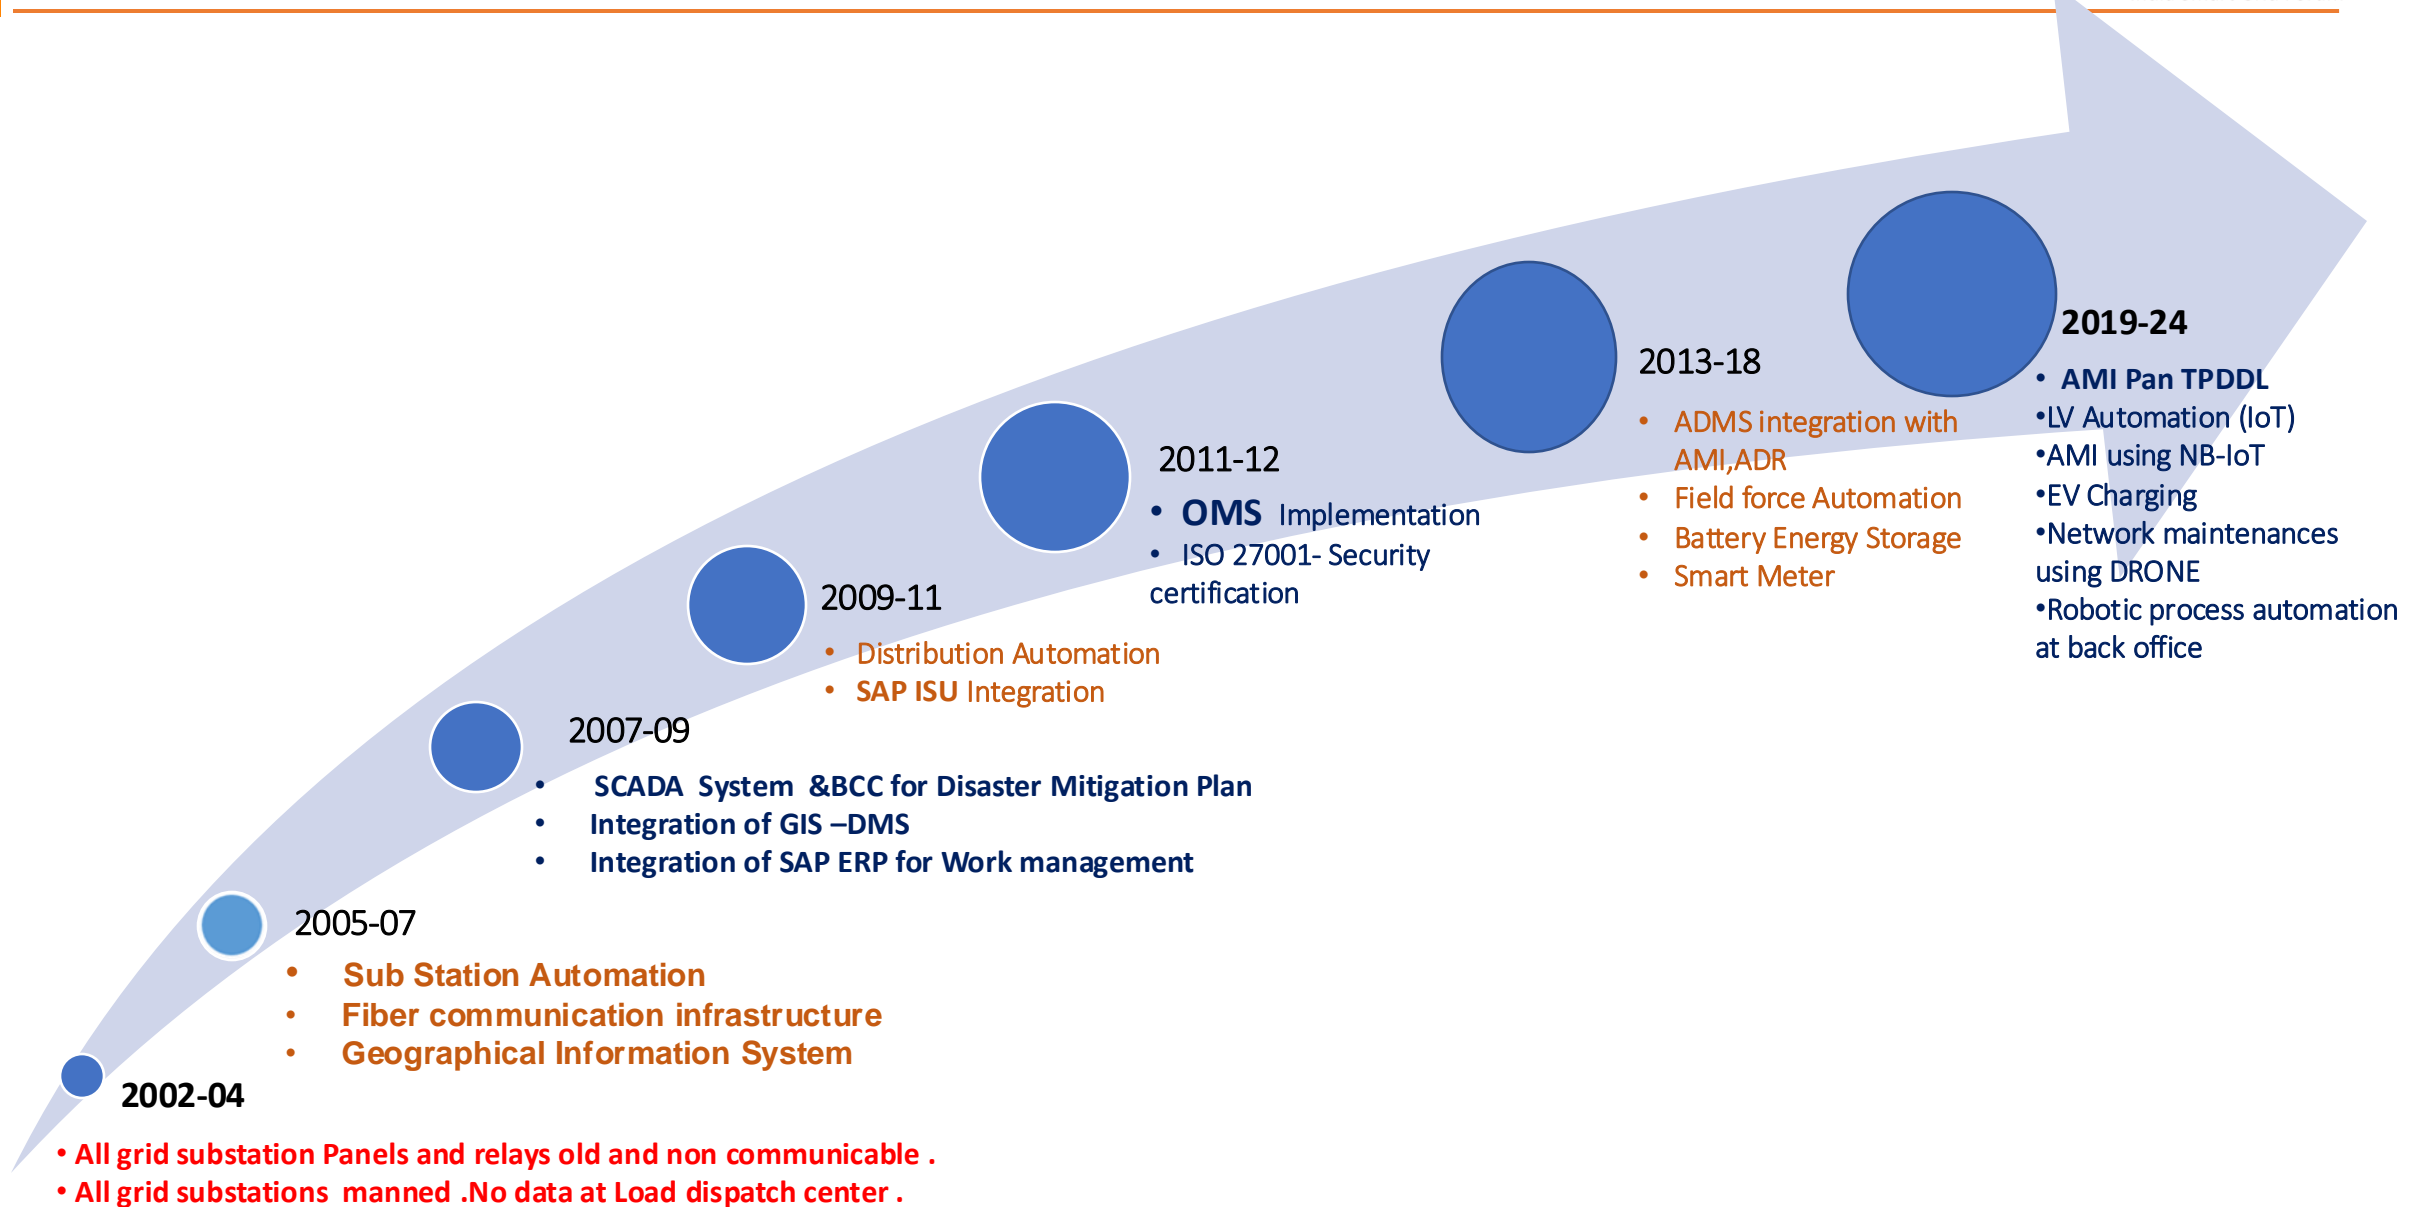 2019-24
• AMI Pan TPDDL
•LV Automation (IoT)
•AMI using NB-IoT
•EV Charging
•Network maintenances
using DRONE
•Robotic process automation
at back office
2013-18
• ADMS integration with
AMI,ADR
• Field force Automation
• Battery Energy Storage
• Smart Meter
2011-12
• OMS Implementation
• ISO 27001- Security
certification
2009-11
• Distribution Automation
• SAP ISU Integration
2007-09
• SCADA System &BCC for Disaster Mitigation Plan
• Integration of GIS –DMS
• Integration of SAP ERP for Work management
2005-07
• Sub Station Automation
• Fiber communication infrastructure
• Geographical Information System
2002-04
• All grid substation Panels and relays old and non communicable .
• All grid substations manned .No data at Load dispatch center .